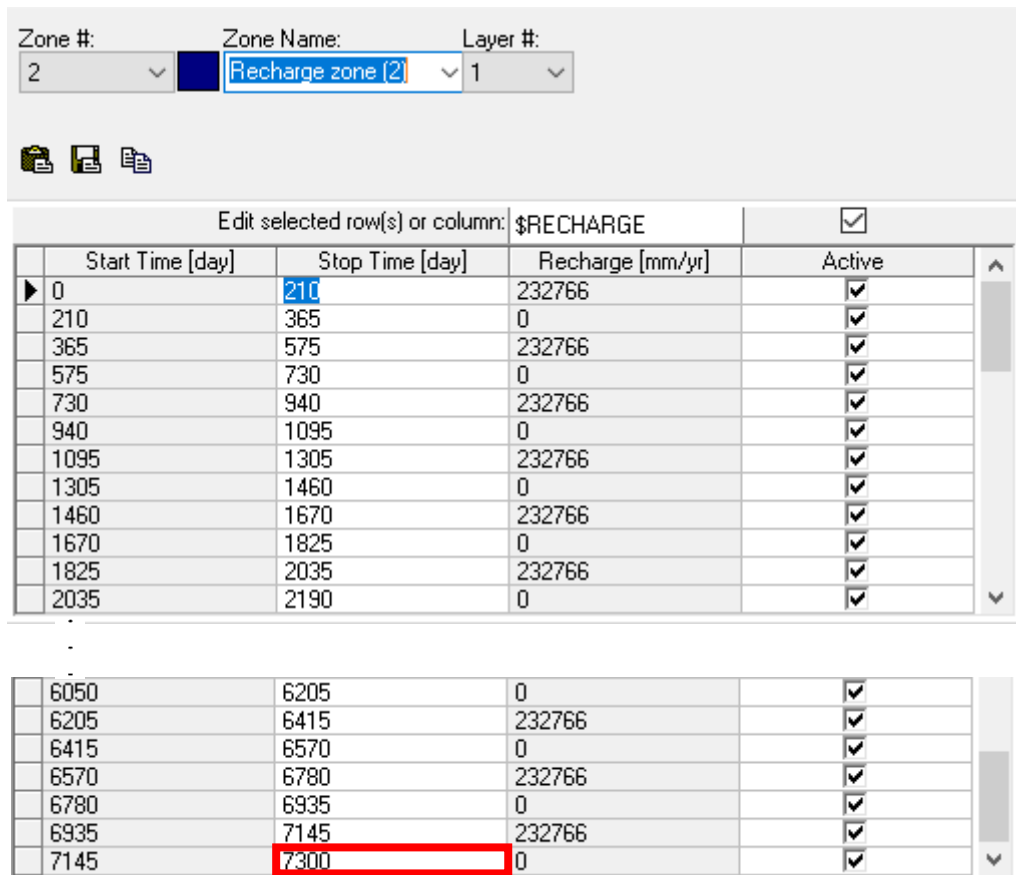 Zone #: Zone Name: Layer #:
2 Recharge zone (2) 1
Edit selected row(s) or column: $RECHARGE
Start Time [day] Stop Time [day] Recharge [mm/yr] Active
0 210 232766
210 365 0
365 575 232766
575 730 0
730 940 232766
940 1095 0
1095 1305 232766
1305 1460 0
1460 1670 232766
1670 1825 0
1825 2035 232766
2035 2190 0
6050 6205 0
6205 6415 232766
6415 6570 0
6570 6780 232766
6780 6935 0
6935 7145 232766
7145 7300 0